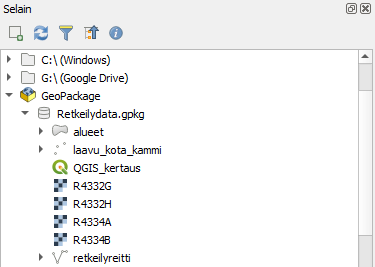 Selain
C:\ (Windows)
G:\ (Google Drive)
GeoPackage
Retkeilydata.gpkg
alueet
laavu_kota_kammi
QGIS_kertaus
R4332G
R4332H
R4334A
R4334B
retkeilyreitti